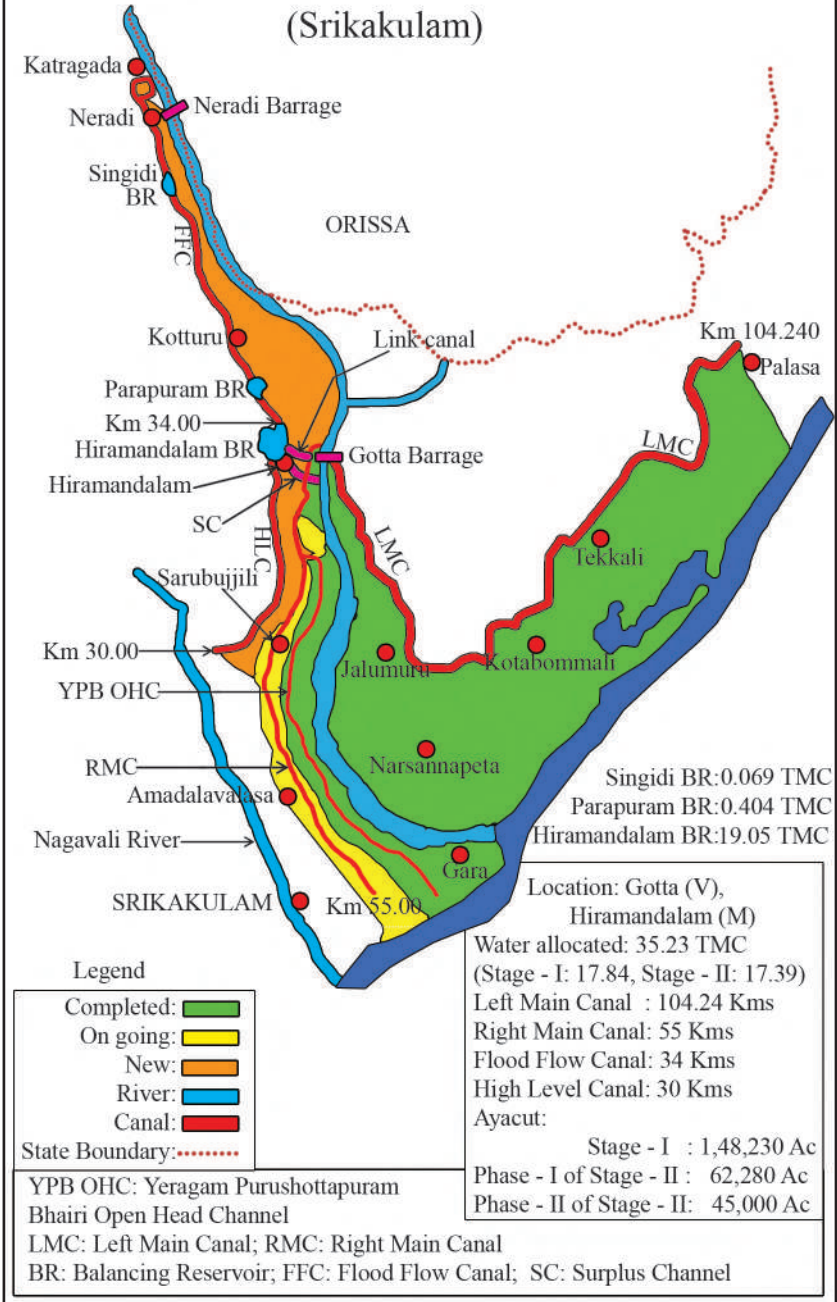 (Srikakulam)
Katragada
Neradi Barrage
Neradi
Singidi
BR
FFC
ORISSA
Km 104.240
Kotturu
Link canal
Palasa
Parapuram BR
Km 34.00
Hiramandalam BR
Gotta Barrage
LMC
Hiramandalam
SC
HLC
LMC
Tekkali
Sarubujjili
Km 30.00
Jalumuru
Kotabommali
YPB OHC
RMC
Narsannapeta
Singidi BR:0.069 TMC
Amadalavalasa
Parapuram BR:0.404 TMC
Nagavali River
Hiramandalam BR:19.05 TMC
Gara
SRIKAKULAM
Km 55.00
Location: Gotta (V),
Hiramandalam (M)
Water allocated: 35.23 TMC
(Stage - I: 17.84, Stage - II: 17.39)
Left Main Canal : 104.24 Kms
Right Main Canal: 55 Kms
Flood Flow Canal: 34 Kms
High Level Canal: 30 Kms
Ayacut:
Stage - I : 1,48,230 Ac
Phase - I of Stage - II : 62,280 Ac
Phase - II of Stage - II: 45,000 Ac
Legend
Completed:
On going:
New:
River:
Canal:
State Boundary:
YPB OHC: Yeragam Purushottapuram
Bhairi Open Head Channel
LMC: Left Main Canal; RMC: Right Main Canal
BR: Balancing Reservoir; FFC: Flood Flow Canal; SC: Surplus Channel